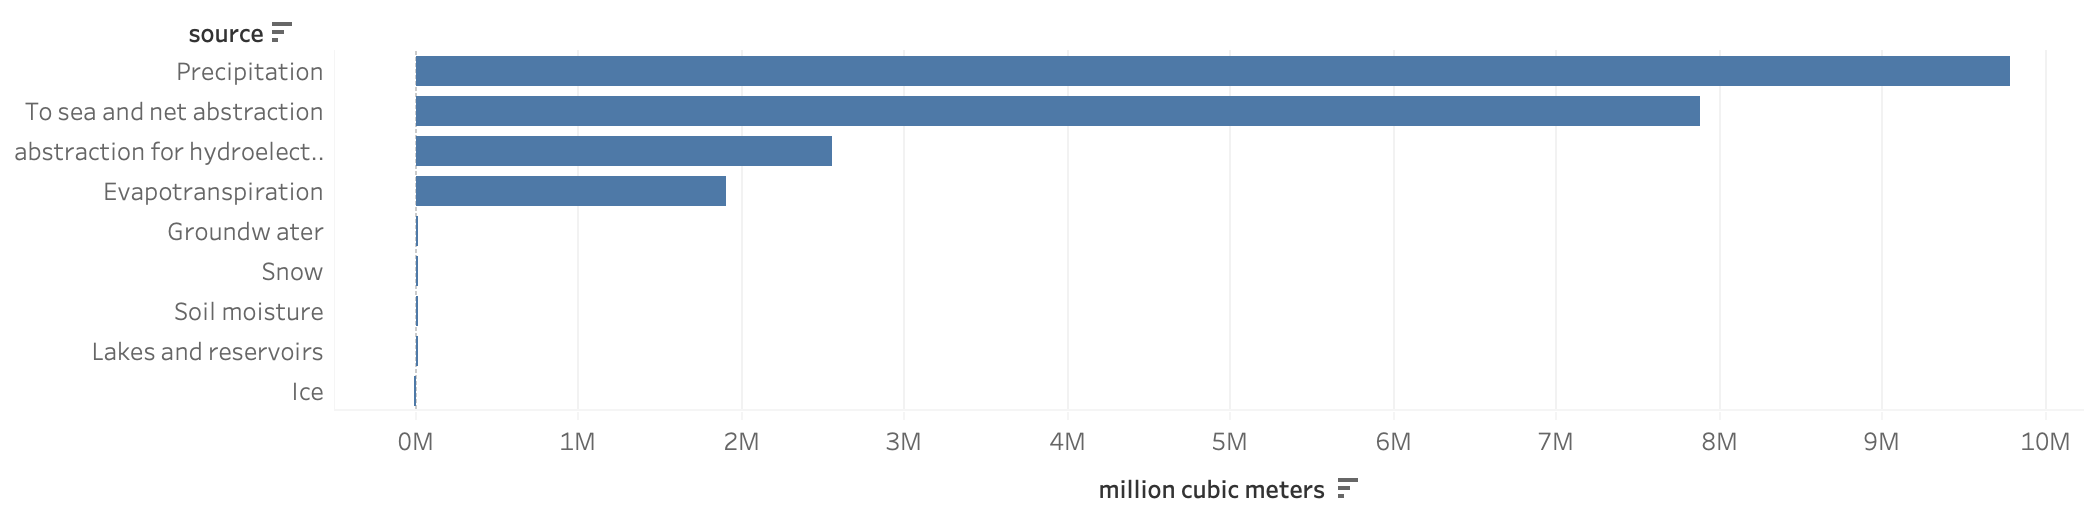 source
Precipitation
To sea and net abstraction
abstraction for hydroelect..
Evapotranspiration
Groundw ater
Snow
Soil moisture
Lakes and reservoirs
Ice
0M 1M 2M 3M 4M 5M 6M 7M 8M 9M 10M
million cubic meters